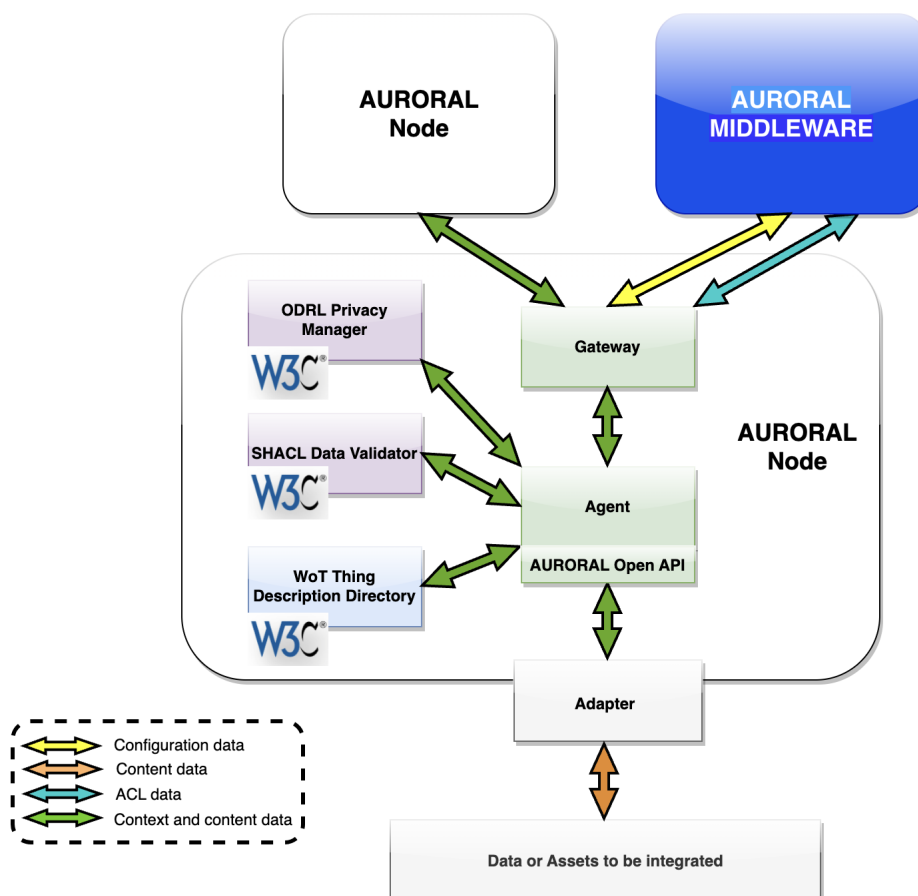 AURORAL
Node
AURORAL
MIDDLEWARE
ODRL Privacy
Manager
W3C®
Gateway
SHACL Data Validator
W3C®
AURORAL
Node
Agent
AURORAL Open API
WoT Thing
Description Directory
W3C®
Adapter
Configuration data
Content data
ACL data
Context and content data
Data or Assets to be integrated